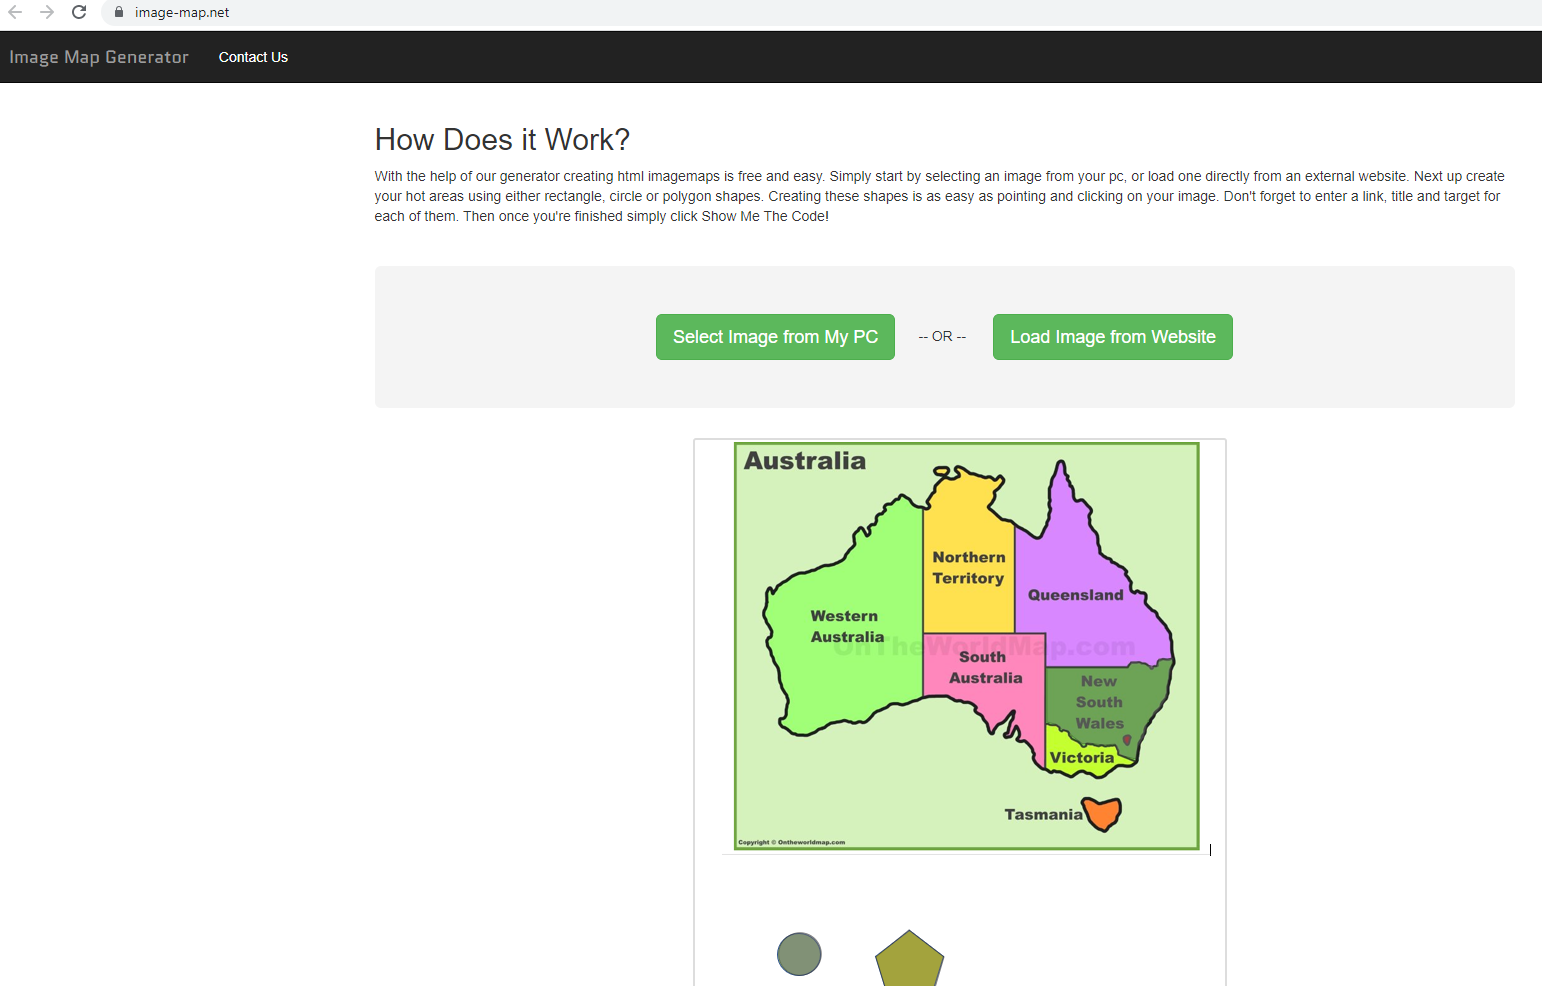 image-map.net
Image Map Generator
Contact Us
How Does it Work?
With the help of our generator creating html imagemaps is free and easy. Simply start by selecting an image from your pc, or load one directly from an external website. Next up create
your hot areas using either rectangle, circle or polygon shapes. Creating these shapes is as easy as pointing and clicking on your image. Don't forget to enter a link, title and target for
each of them. Then once you're finished simply click Show Me The Code!
Select Image from My PC
-- OR --
Load Image from Website
Australia
Northern
Territory
Queensland
Western
Australia
OnTheWorldMap.com
South
Australia
New
South
Wales
Victoria
Tasmania
Copyright © Ontheworldmap.com